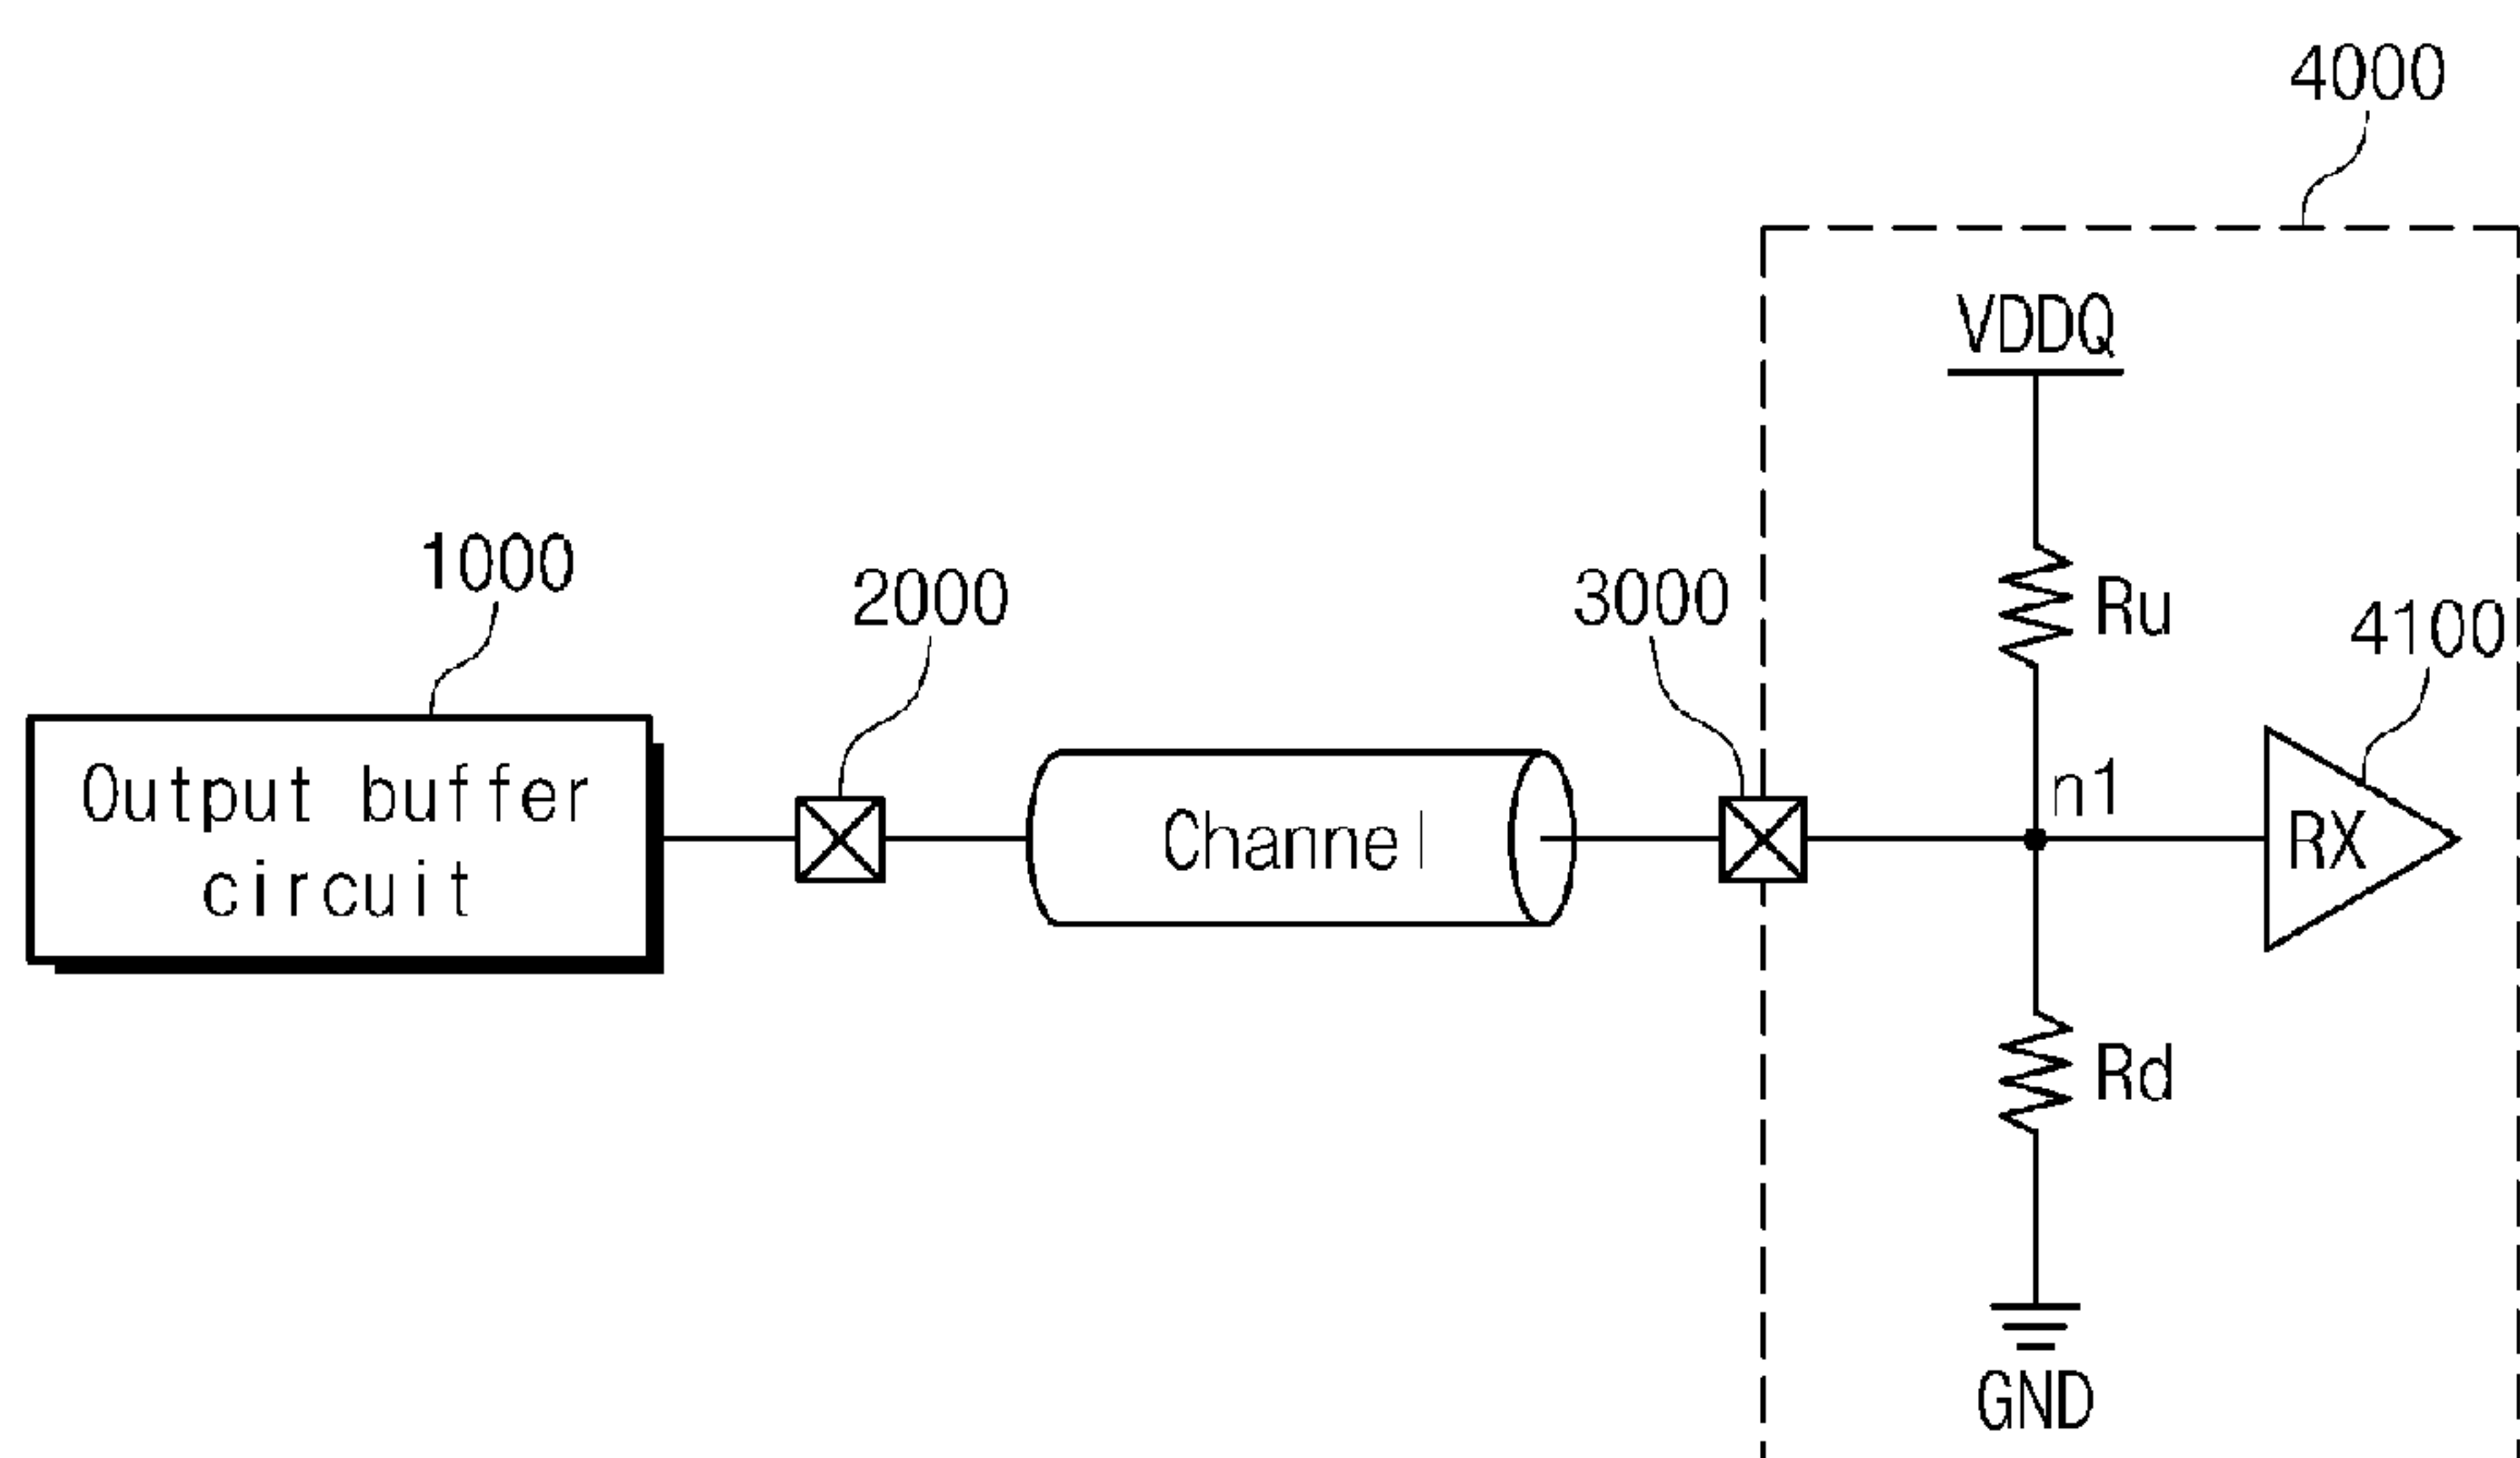 4000
VDDQ
1000
2000
3000
Ru
4100
Output buffer
circuit
Channel
n1
RX
Rd
GND